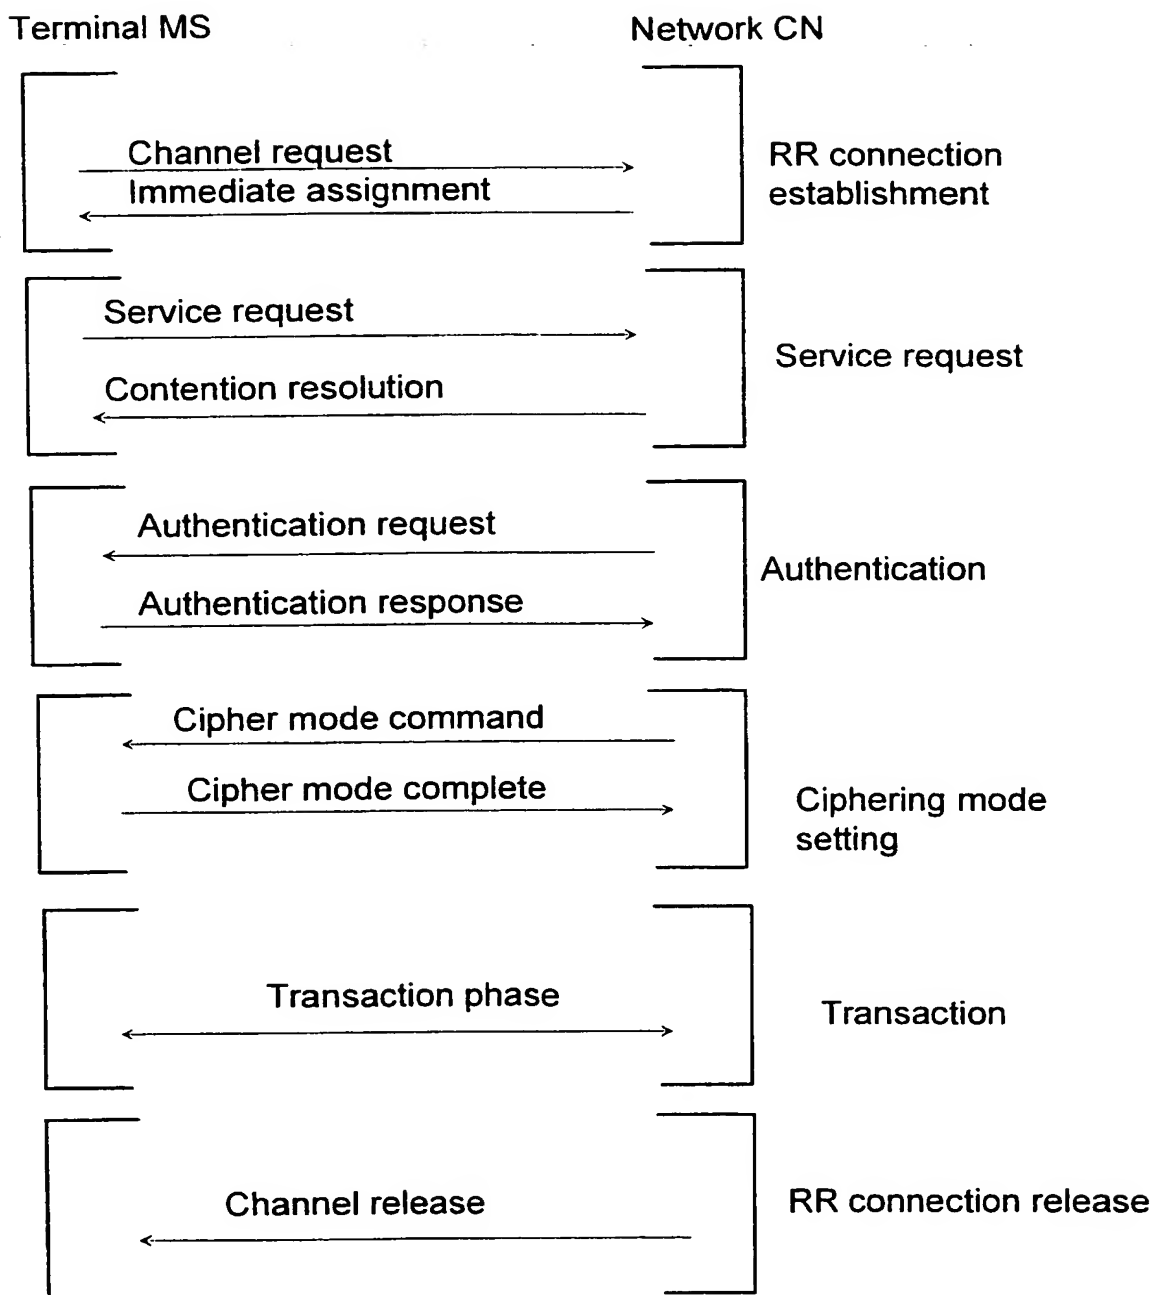 Terminal MS
Network CN
Channel request
Immediate assignment
RR connection
establishment
Service request
Contention resolution
Service request
Authentication request
Authentication response
Authentication
Cipher mode command
Cipher mode complete
Ciphering mode
setting
Transaction phase
Transaction
Channel release
RR connection release